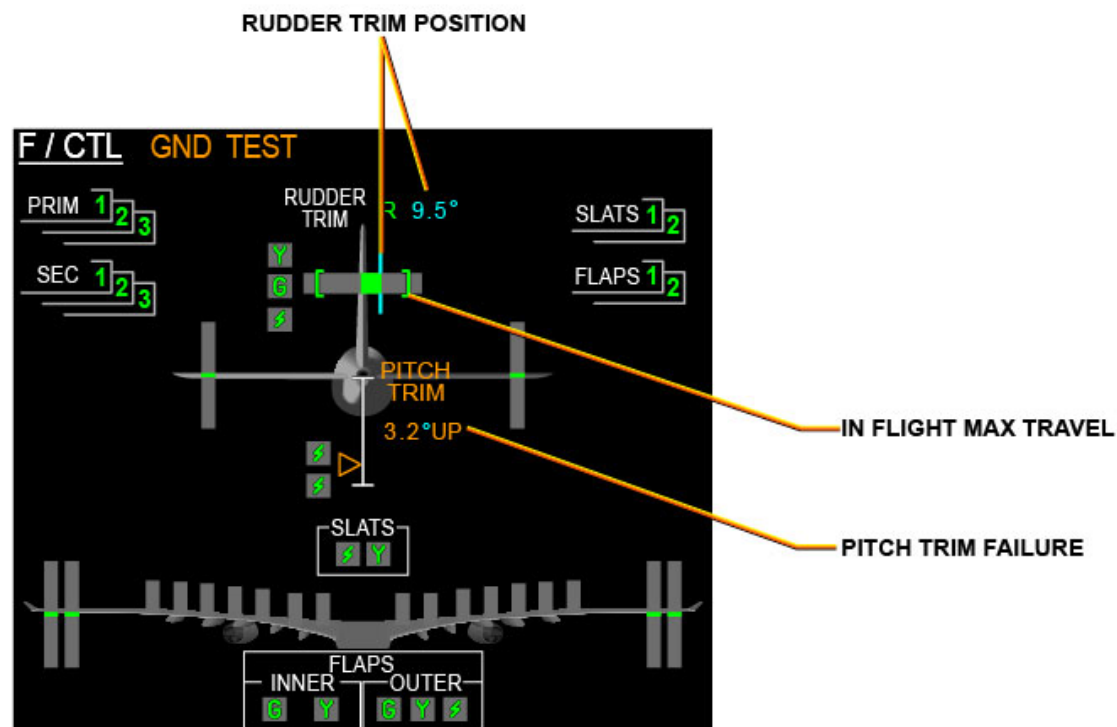 RUDDER TRIM POSITION
F / CTL GND TEST
RUDDER
TRIM
R 9.5°
PRIM 1 2 3
SLATS 1 2
Y
G
SEC 1 2 3
FLAPS 1 2
PITCH
TRIM
3.2°UP
IN FLIGHT MAX TRAVEL
PITCH TRIM FAILURE
SLATS
Y
FLAPS
INNER OUTER
G Y G Y